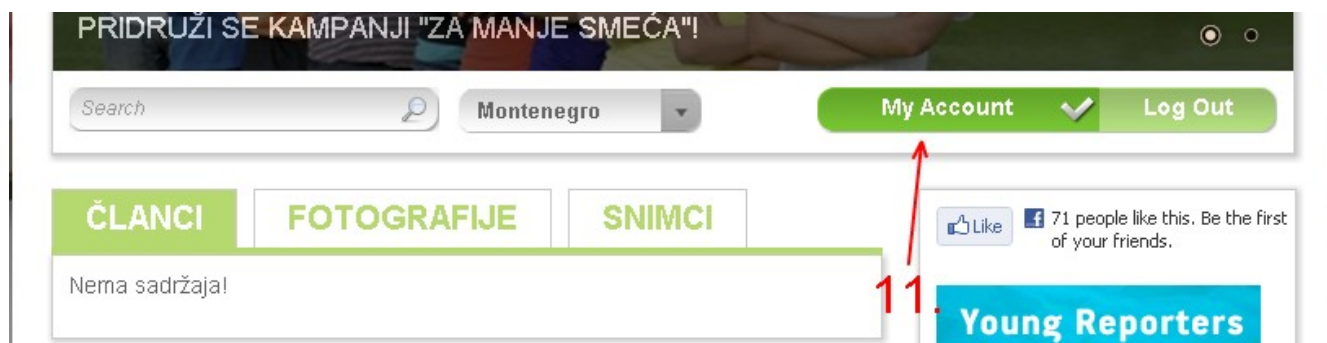 PRIDRUŽI SE KAMPANJI "ZA MANJE SMEĆA"!
Search
Montenegro
My Account
Log Out
ČLANCI
FOTOGRAFIJE
SNIMCI
Like
71 people like this. Be the first
of your friends.
Nema sadržaja!
11.
Young Reporters